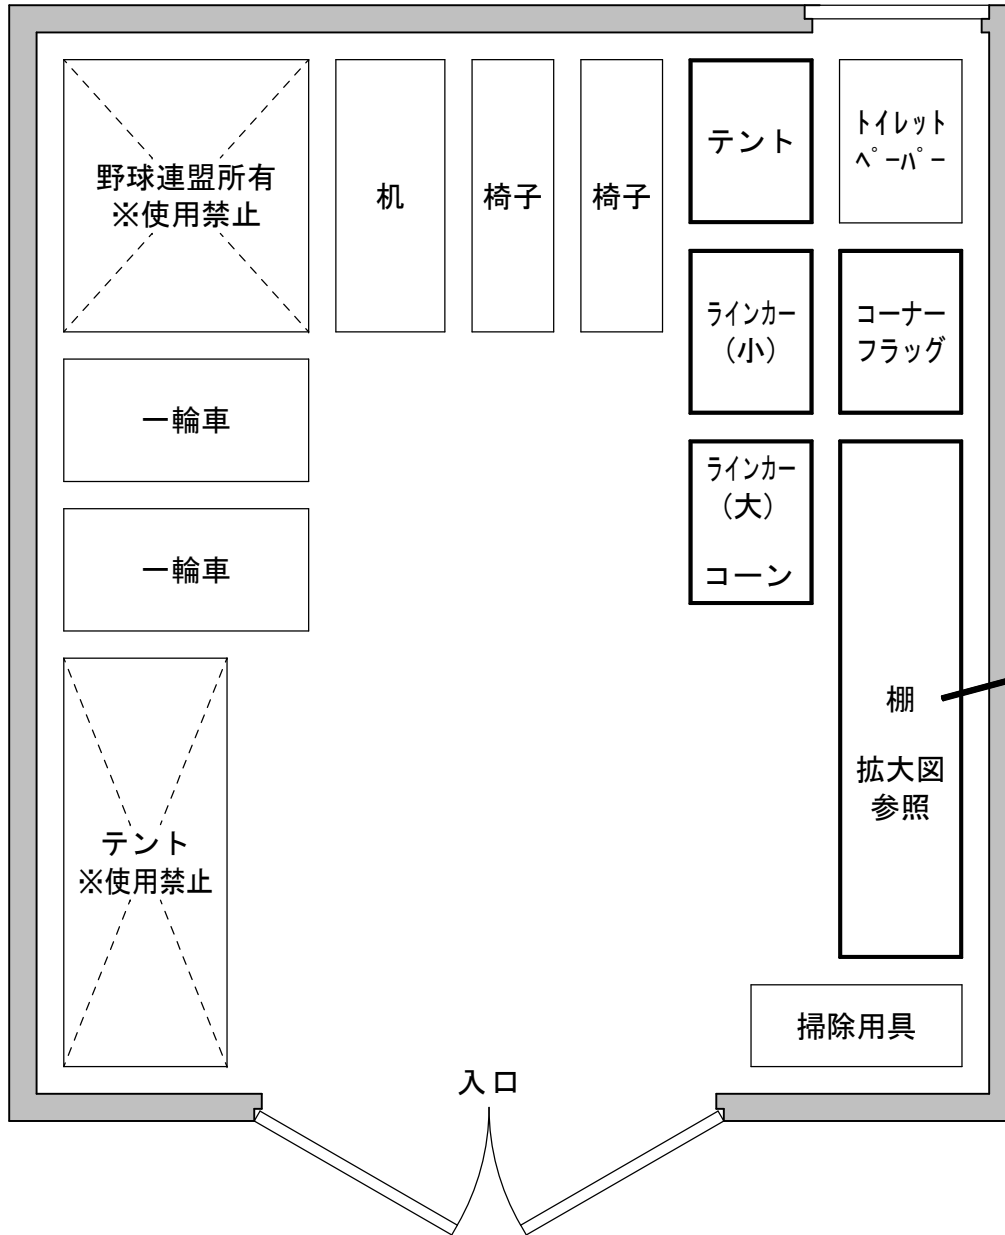 野球連盟所有
※使用禁止
机
椅子
椅子
テント
ﾄｲﾚｯﾄ
ﾍﾟｰﾊﾟｰ
ﾗｲﾝｶｰ
（小）
コーナー
フラッグ
一輪車
ﾗｲﾝｶｰ
（大）
コーン
一輪車
棚
拡大図
参照
テント
※使用禁止
掃除用具
入口